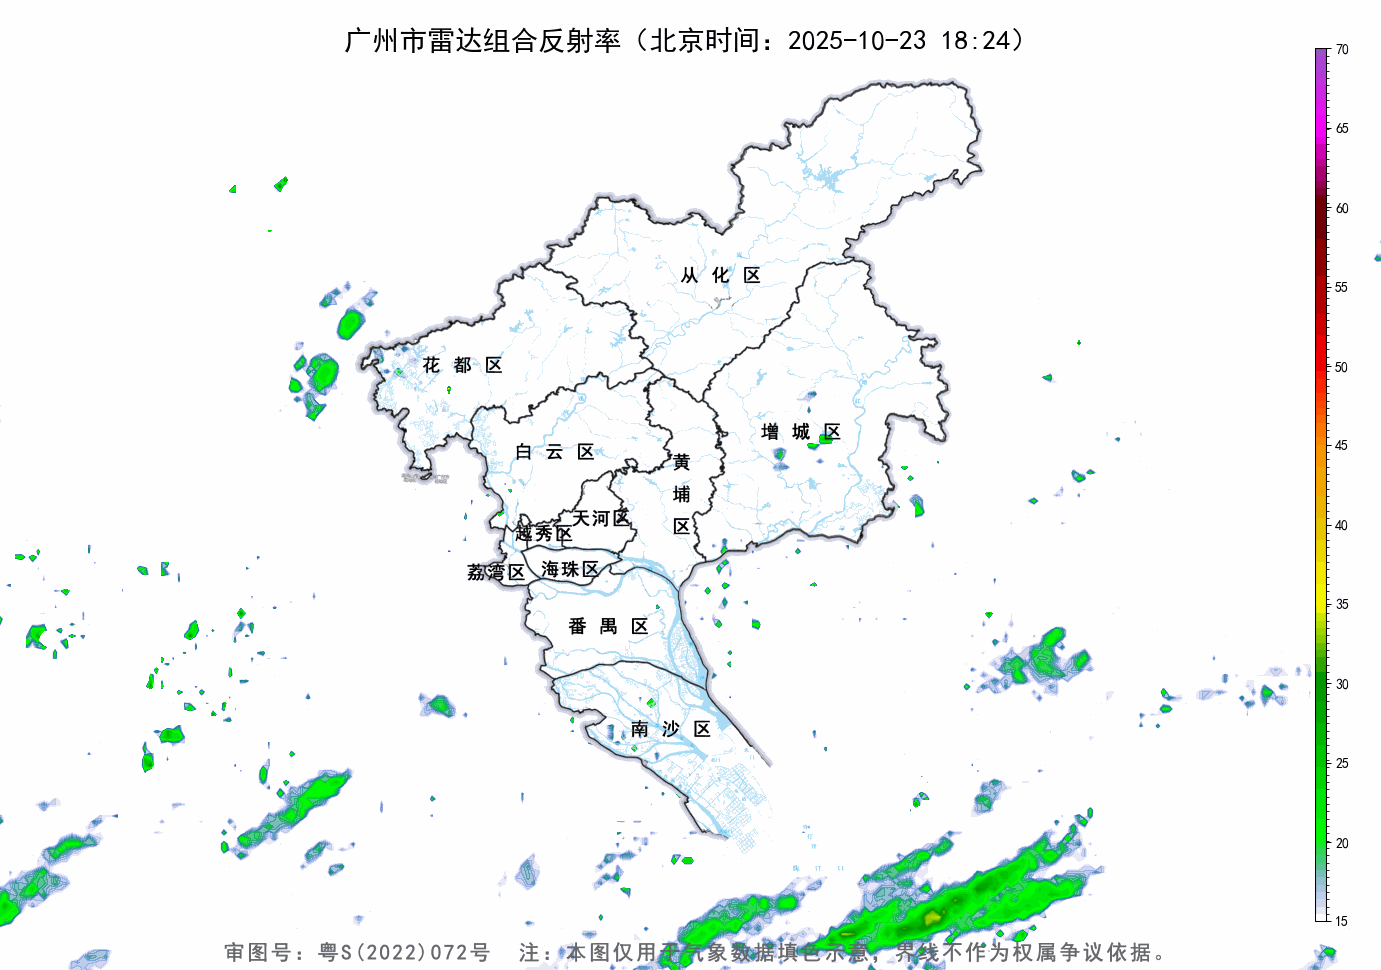 广州市雷达组合反射率（北京时间：2025-10-23 18:24）
70
65
60
55
50
45
40
35
30
25
20
15
从化区
花都区
增城区
白云区
黄埔区
天河区
越秀区
荔湾区
海珠区
番禺区
南沙区
审图号：粤S(2022)072号 注：本图仅用于气象数据填色示意，界线不作为权属争议依据。